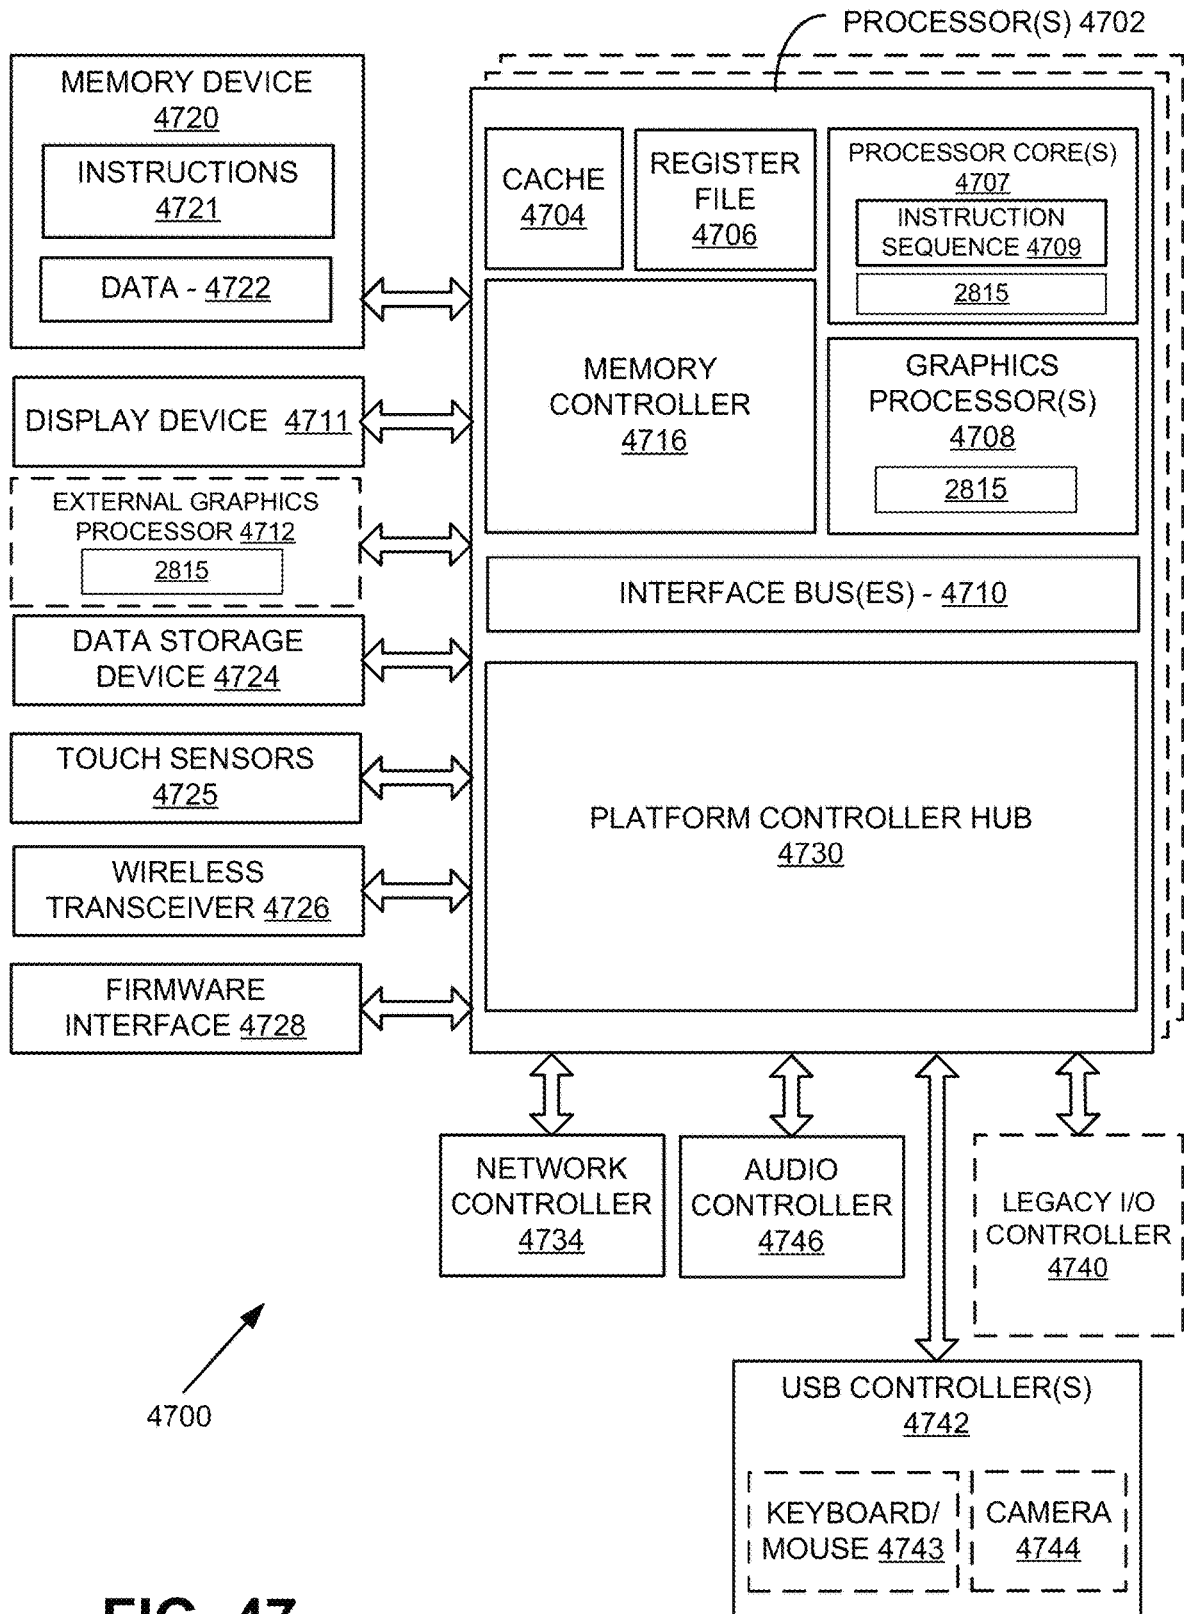 PROCESSOR(S) 4702
MEMORY DEVICE
4720
INSTRUCTIONS
4721
DATA - 4722
DISPLAY DEVICE 4711
EXTERNAL GRAPHICS
PROCESSOR 4712
2815
DATA STORAGE
DEVICE 4724
TOUCH SENSORS
4725
WIRELESS
TRANSCEIVER 4726
FIRMWARE
INTERFACE 4728
CACHE
4704
REGISTER
FILE
4706
PROCESSOR CORE(S)
4707
INSTRUCTION
SEQUENCE 4709
2815
MEMORY
CONTROLLER
4716
GRAPHICS
PROCESSOR(S)
4708
2815
INTERFACE BUS(ES) - 4710
PLATFORM CONTROLLER HUB
4730
NETWORK
CONTROLLER
4734
AUDIO
CONTROLLER
4746
LEGACY I/O
CONTROLLER
4740
USB CONTROLLER(S)
4742
KEYBOARD/
MOUSE 4743
CAMERA
4744
4700
FIG. 47